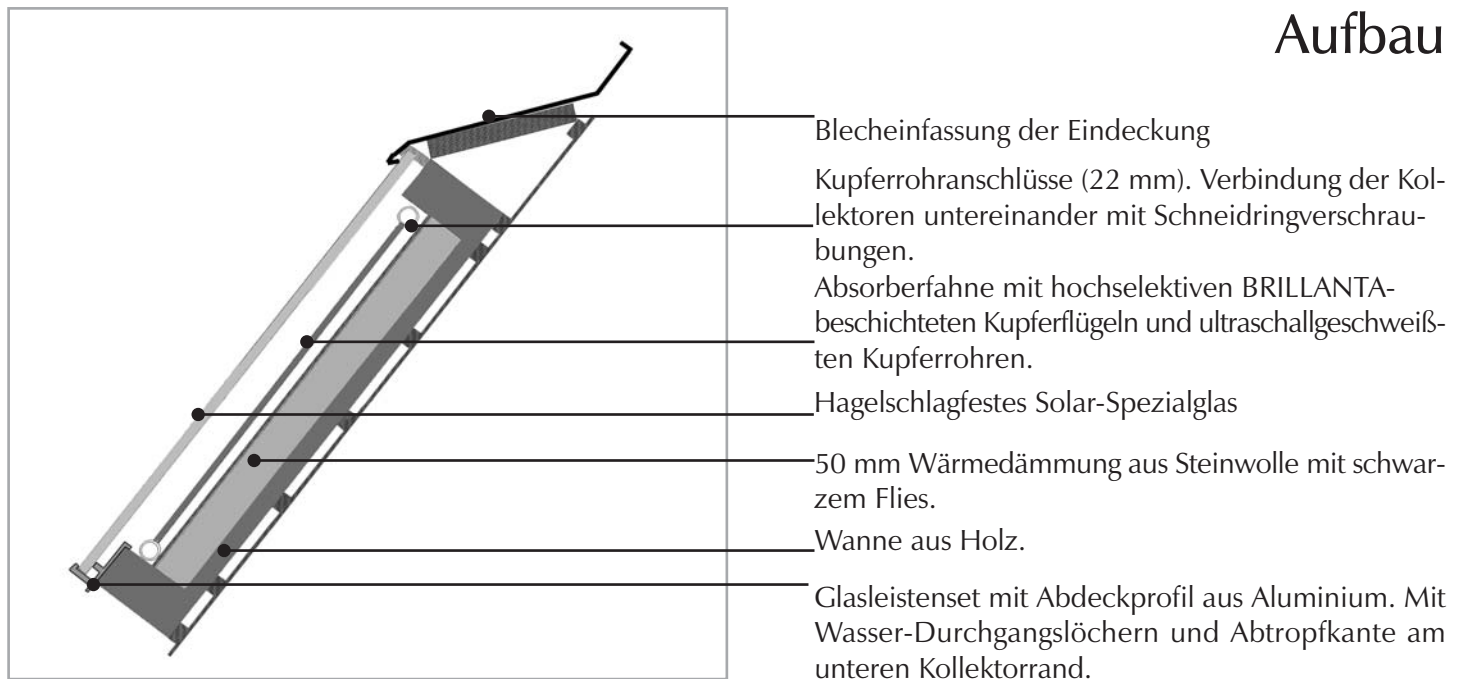 Aufbau
Blecheinfassung der Eindeckung
Kupferrohranschlüsse (22 mm). Verbindung der Kol-
lektoren untereinander mit Schneidringverschrau-
bungen.
Absorberfahne mit hochselektiven BRILLANTA-
beschichteten Kupferflügeln und ultraschallgeschweiß-
ten Kupferrohren.
Hagelschlagfestes Solar-Spezialglas
50 mm Wärmedämmung aus Steinwolle mit schwar-
zem Flies.
Wanne aus Holz.
Glasleistenset mit Abdeckprofil aus Aluminium. Mit
Wasser-Durchgangslöchern und Abtropfkante am
unteren Kollektorrand.